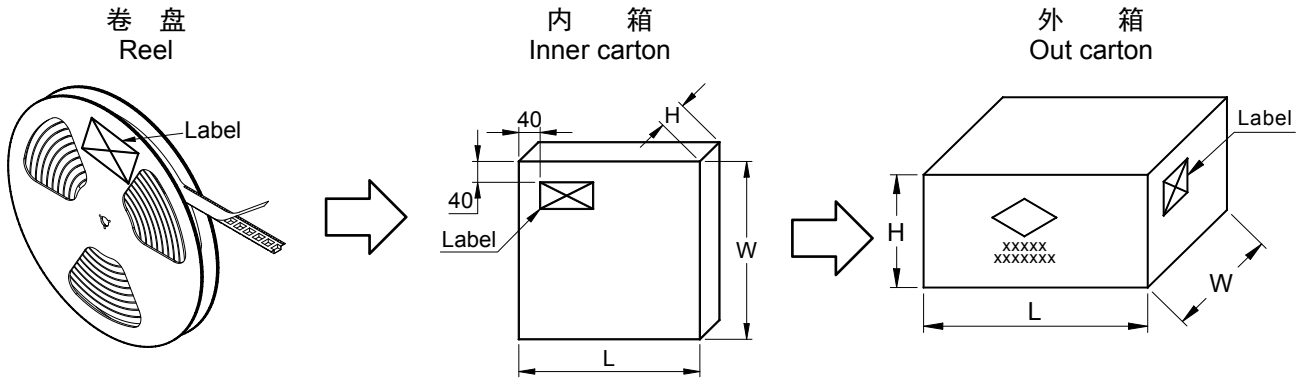 卷 盘
Reel
Label
内 箱
Inner carton
40
H
40
Label
W
L
外 箱
Out carton
Label
H
xxxxx
xxxxxxx
W
L